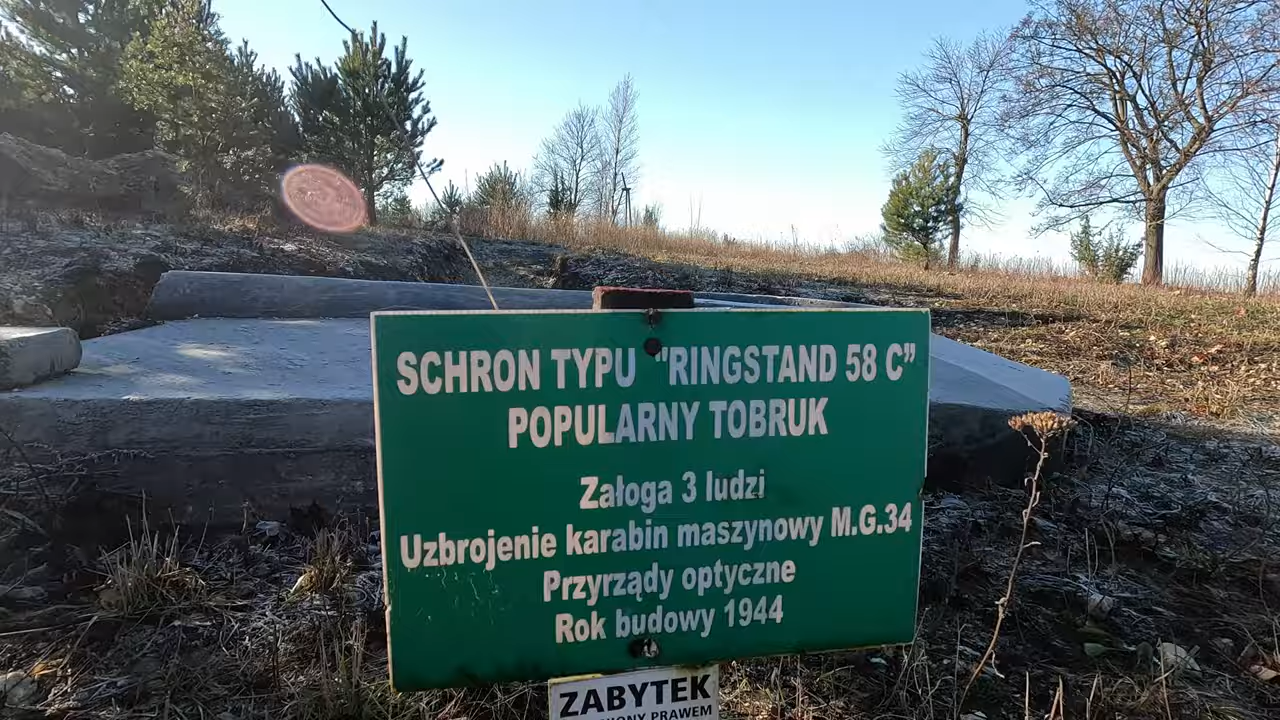 SCHRON TYPU "RINGSTAND 58 C”
POPULARNY TOBRUK
Załoga 3 ludzi
Uzbrojenie karabin maszynowy M.G.34
Przyrządy optyczne
Rok budowy 1944
ZABYTEK
PRAWEM